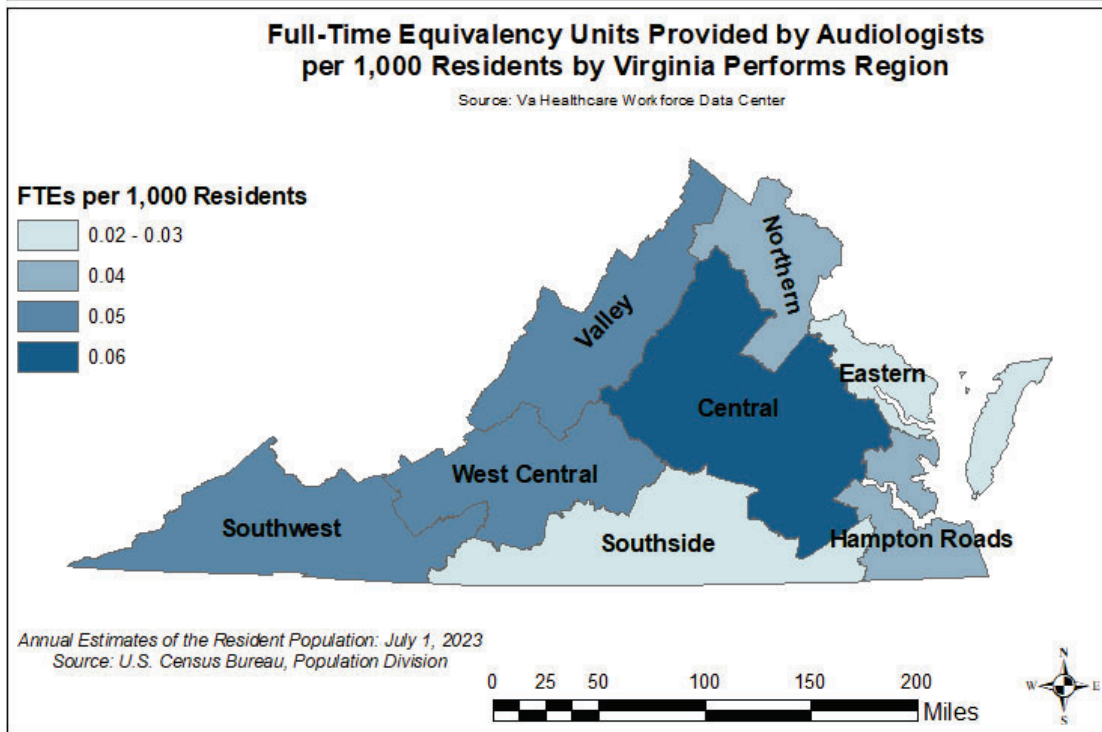 Full-Time Equivalency Units Provided by Audiologists
per 1,000 Residents by Virginia Performs Region
Source: Va Healthcare Workforce Data Center
FTEs per 1,000 Residents
0.02 - 0.03
0.04
0.05
0.06
Northern
Valley
Eastern
Central
West Central
Southwest
Southside
Hampton Roads
Annual Estimates of the Resident Population: July 1, 2023
Source: U.S. Census Bureau, Population Division
0 25 50 100 150 200
Miles
N
W E
S